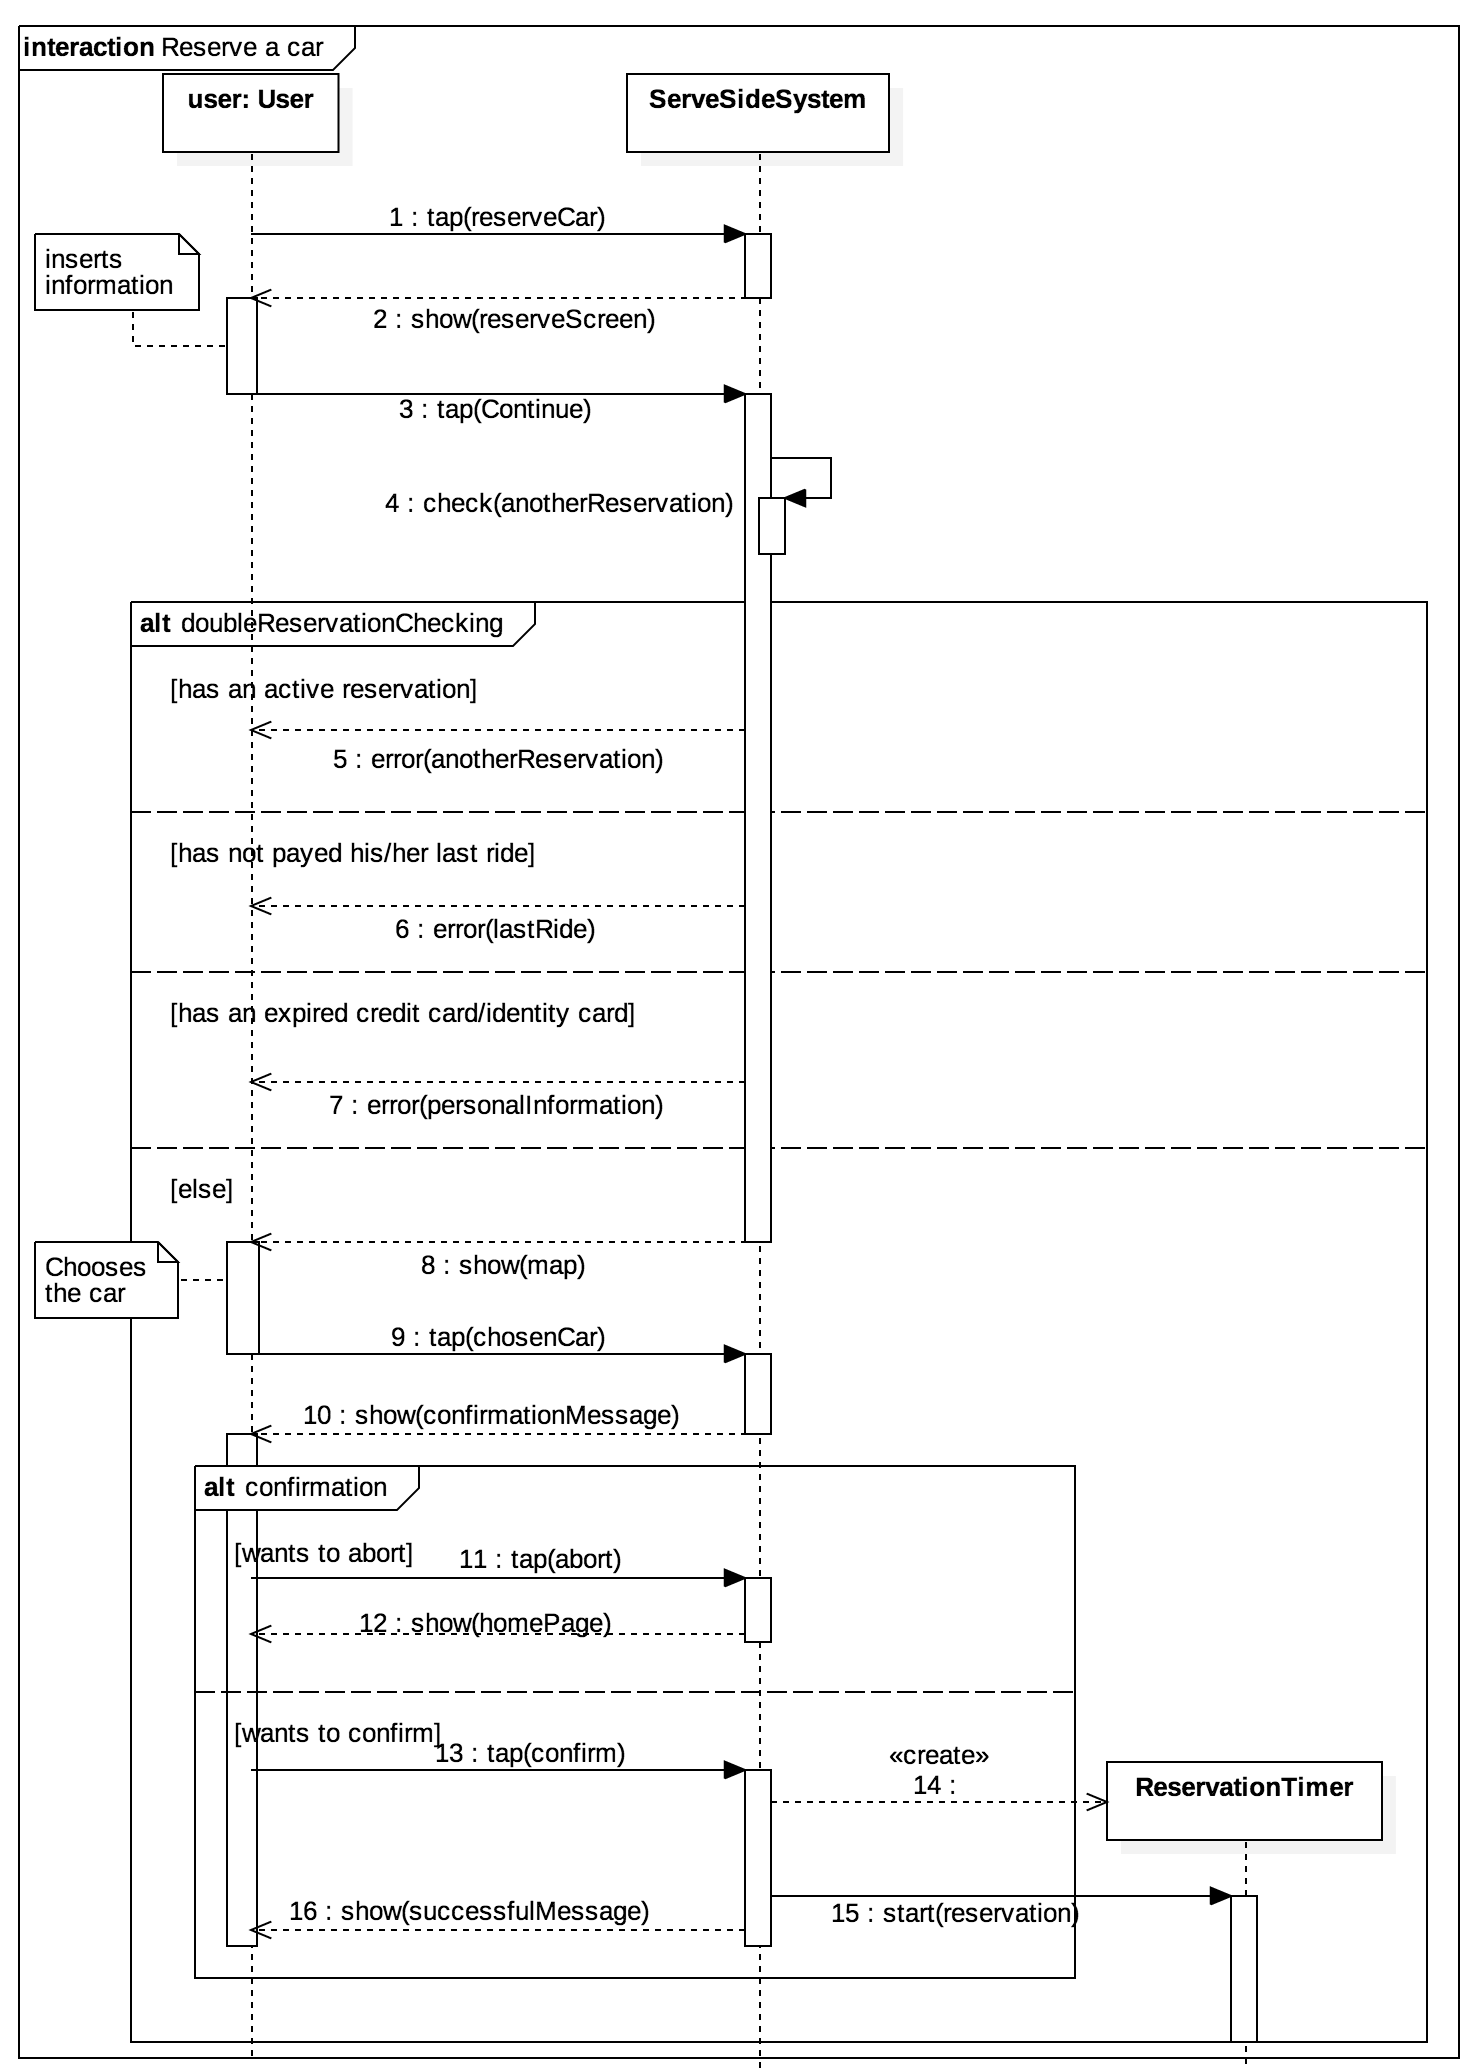 interaction Reserve a car
user: User
ServeSideSystem
1 : tap(reserveCar)
inserts
information
2 : show(reserveScreen)
3 : tap(Continue)
4 : check(anotherReservation)
alt doubleReservationChecking
[has an active reservation]
5 : error(anotherReservation)
[has not payed his/her last ride]
6 : error(lastRide)
[has an expired credit card/identity card]
7 : error(personalInformation)
[else]
8 : show(map)
Chooses
the car
9 : tap(chosenCar)
10 : show(confirmationMessage)
alt confirmation
[wants to abort]
11 : tap(abort)
12 : show(homePage)
[wants to confirm]
13 : tap(confirm)
«create»
14 :
ReservationTimer
16 : show(successfulMessage)
15 : start(reservation)